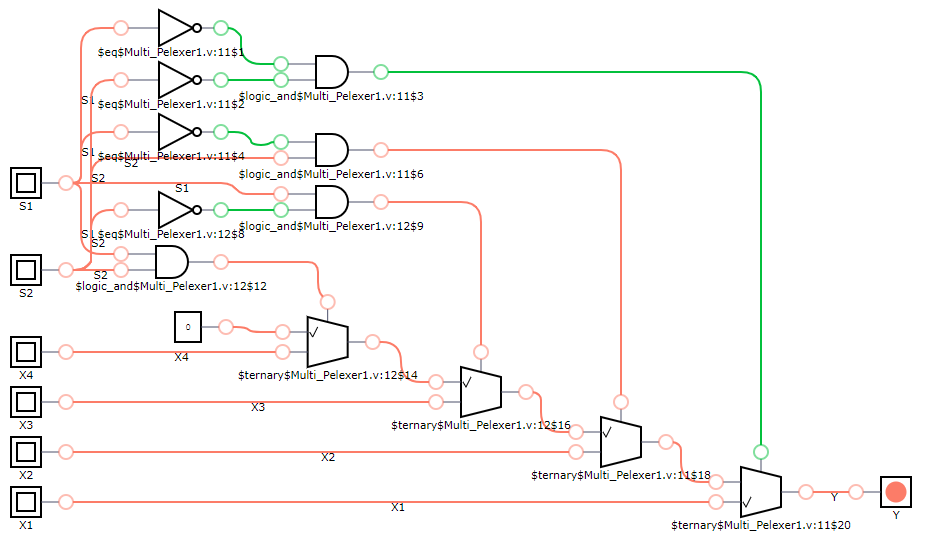 $eq$Multi_Pelexer1.v:11$1
$logic_and$Multi_Pelexer1.v:11$3
S1
$eq$Multi_Pelexer1.v:11$2
S1
$eq$Multi_Pelexer1.v:11$4
S2
$logic_and$Multi_Pelexer1.v:11$6
S2
S1
S1
$logic_and$Multi_Pelexer1.v:12$9
S1
$eq$Multi_Pelexer1.v:12$8
S2
S2
$logic_and$Multi_Pelexer1.v:12$12
S2
0
X4
X4
$ternary$Multi_Pelexer1.v:12$14
X3
X3
$ternary$Multi_Pelexer1.v:12$16
X2
X2
$ternary$Multi_Pelexer1.v:11$18
X1
X1
Y
$ternary$Multi_Pelexer1.v:11$20
Y